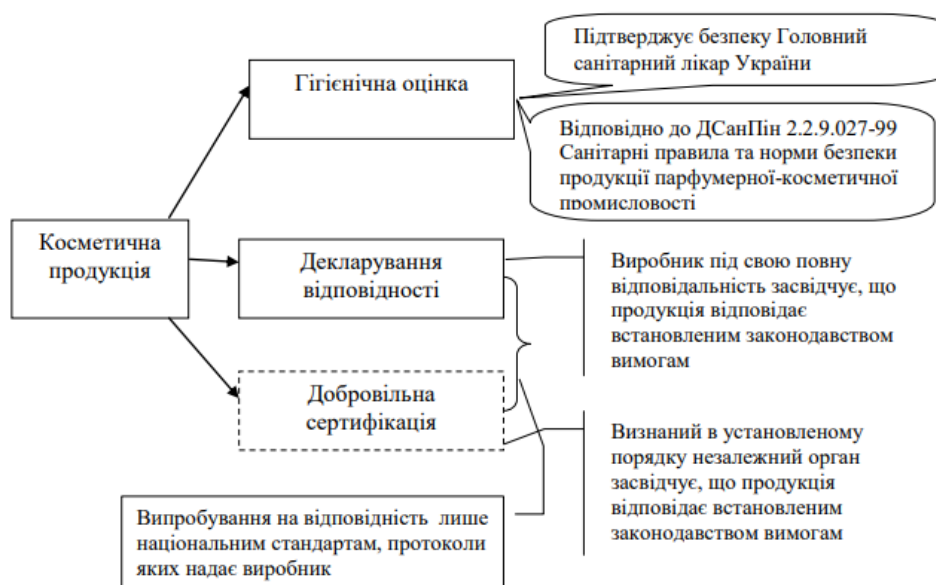 Підтверджує безпеку Головний
санітарний лікар України
Гігієнічна оцінка
Відповідно до ДСанПін 2.2.9.027-99
Санітарні правила та норми безпеки
продукції парфумерної-косметичної
промисловості
Косметична
продукція
Декларування
відповідності
Виробник під свою повну
відповідальність засвідчує, що
продукція відповідає
встановленим законодавством
вимогам
Добровільна
сертифікація
Визнаний в установленому
порядку незалежний орган
засвідчує, що продукція
відповідає встановленим
законодавством вимогам
Випробування на відповідність лише
національним стандартам, протоколи
яких надає виробник